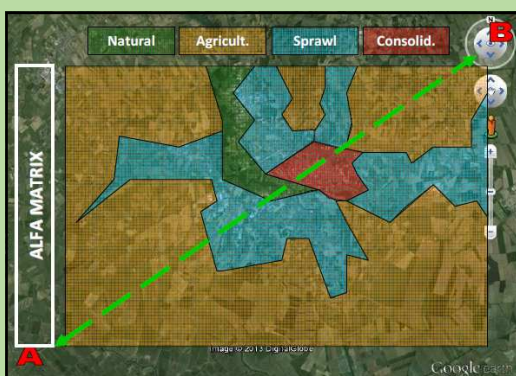 N
B
Natural
Agricult.
Sprawl
Consolid.
ALFA MATRIX
A
Image © 2013 DigitalGlobe
Google earth